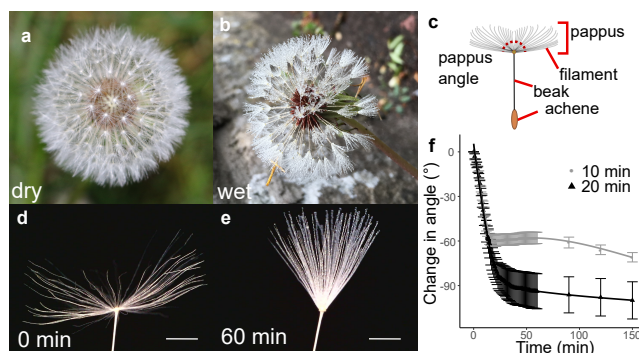 a
dry
b
wet
c
pappus
pappus
angle
filament
beak
achene
d
0 min
e
60 min
f
10 min
20 min
Change in angle (°)
0
-30
-60
-90
0
50
100
150
Time (min)